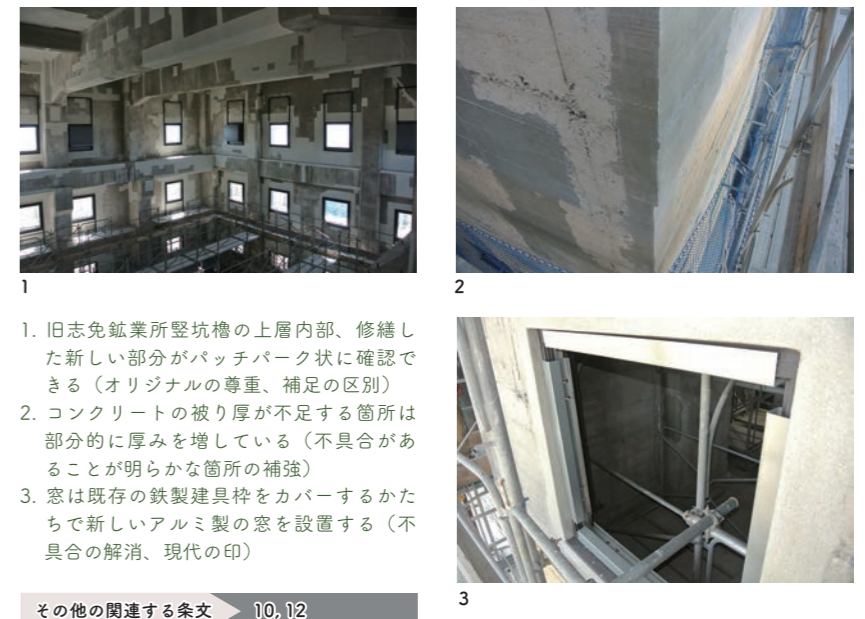 1
2
1. 旧志免鉱業所竪坑櫓の上層内部、修繕し
た新しい部分がパッチパーク状に確認で
きる（オリジナルの尊重、補足の区別）
2. コンクリートの被り厚が不足する箇所は
部分的に厚みを増している（不具合があ
ることが明らかな箇所の補強）
3. 窓は既存の鉄製建具枠をカバーするかた
ちで新しいアルミ製の窓を設置する（不
具合の解消、現代の印）
3
その他の関連する条文 10, 12